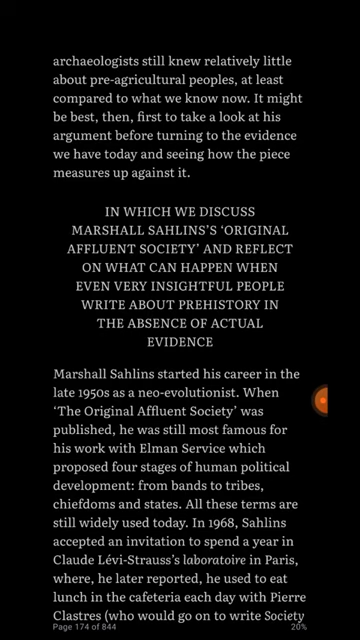 archaeologists still knew relatively little
about pre-agricultural peoples, at least
compared to what we know now. It might
be best, then, first to take a look at his
argument before turning to the evidence
we have today and seeing how the piece
measures up against it.
IN WHICH WE DISCUSS
MARSHALL SAHLINS’S ‘ORIGINAL
AFFLUENT SOCIETY’ AND REFLECT
ON WHAT CAN HAPPEN WHEN
EVEN VERY INSIGHTFUL PEOPLE
WRITE ABOUT PREHISTORY IN
THE ABSENCE OF ACTUAL
EVIDENCE
Marshall Sahlins started his career in the
late 1950s as a neo-evolutionist. When
‘The Original Affluent Society’ was
published, he was still most famous for
his work with Elman Service which
proposed four stages of human political
development: from bands to tribes,
chiefdoms and states. All these terms are
still widely used today. In 1968, Sahlins
accepted an invitation to spend a year in
Claude Lévi-Strauss’s laboratoire in Paris,
where, he later reported, he used to eat
lunch in the cafeteria each day with Pierre
Clastres (who would go on to write Society
Page 174 of 844 20%